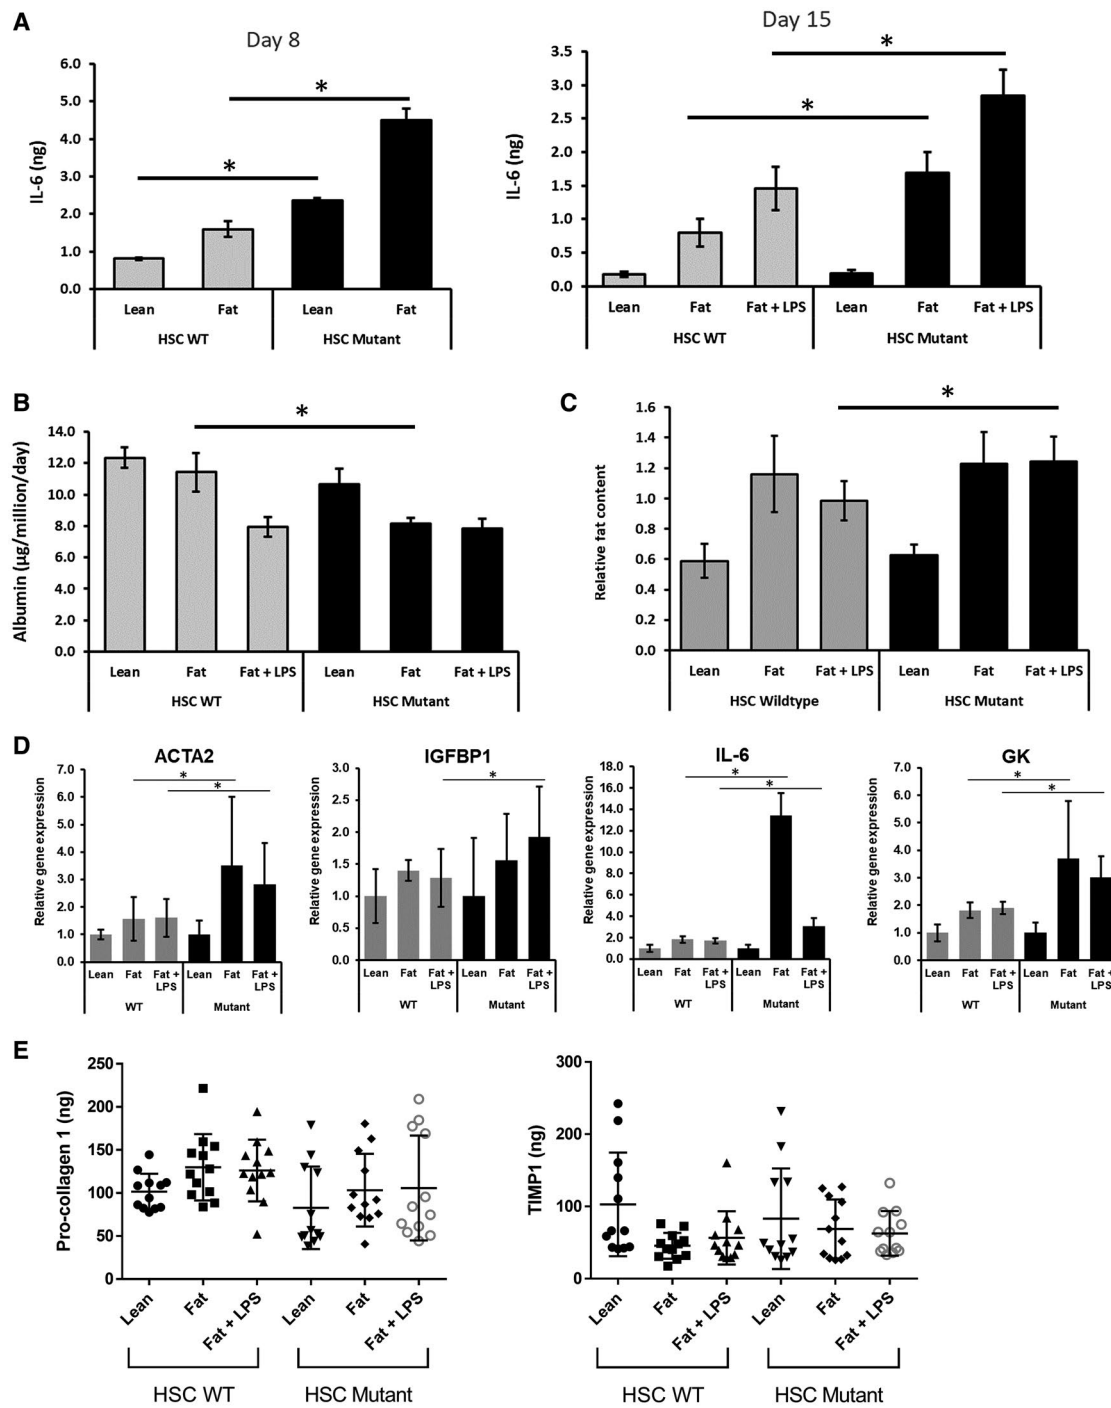 A
Day 8
Day 15
IL-6 (ng)
6.0
5.0
4.0
3.0
2.0
1.0
0.0
*
*
Lean
Fat
Lean
Fat
HSC WT
HSC Mutant
IL-6 (ng)
3.5
3.0
2.5
2.0
1.5
1.0
0.5
0.0
*
*
Lean
Fat
Fat + LPS
Lean
Fat
Fat + LPS
HSC WT
HSC Mutant
B
Albumin (µg/million/day)
14.0
12.0
10.0
8.0
6.0
4.0
2.0
0.0
*
Lean
Fat
Fat + LPS
Lean
Fat
Fat + LPS
HSC WT
HSC Mutant
C
Relative fat content
1.6
1.4
1.2
1.0
0.8
0.6
0.4
0.2
0.0
*
Lean
Fat
Fat + LPS
Lean
Fat
Fat + LPS
HSC Wildtype
HSC Mutant
D
ACTA2
Relative gene expression
7.0
6.0
5.0
4.0
3.0
2.0
1.0
0.0
*
*
Lean
Fat
Fat +
LPS
Lean
Fat
Fat +
LPS
WT
Mutant
IGFBP1
Relative gene expression
3.0
2.5
2.0
1.5
1.0
0.5
0.0
*
Lean
Fat
Fat +
LPS
Lean
Fat
Fat +
LPS
WT
Mutant
IL-6
Relative gene expression
18.0
16.0
14.0
12.0
10.0
8.0
6.0
4.0
2.0
0.0
*
*
Lean
Fat
Fat +
LPS
Lean
Fat
Fat +
LPS
WT
Mutant
GK
Relative gene expression
7.0
6.0
5.0
4.0
3.0
2.0
1.0
0.0
*
*
Lean
Fat
Fat +
LPS
Lean
Fat
Fat +
LPS
WT
Mutant
E
Pro-collagen 1 (ng)
250
200
150
100
50
0
Lean
Fat
Fat + LPS
Lean
Fat
Fat + LPS
HSC WT
HSC Mutant
TIMP1 (ng)
300
200
100
0
Lean
Fat
Fat + LPS
Lean
Fat
Fat + LPS
HSC WT
HSC Mutant